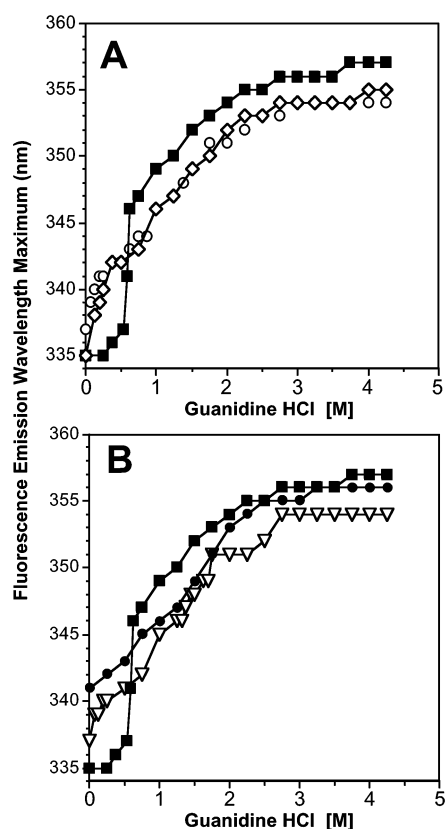 Fluorescence Emission Wavelength Maximum (nm)
A
360
355
350
345
340
335
0 1 2 3 4 5
Guanidine HCl [M]
B
360
355
350
345
340
335
0 1 2 3 4 5
Guanidine HCl [M]